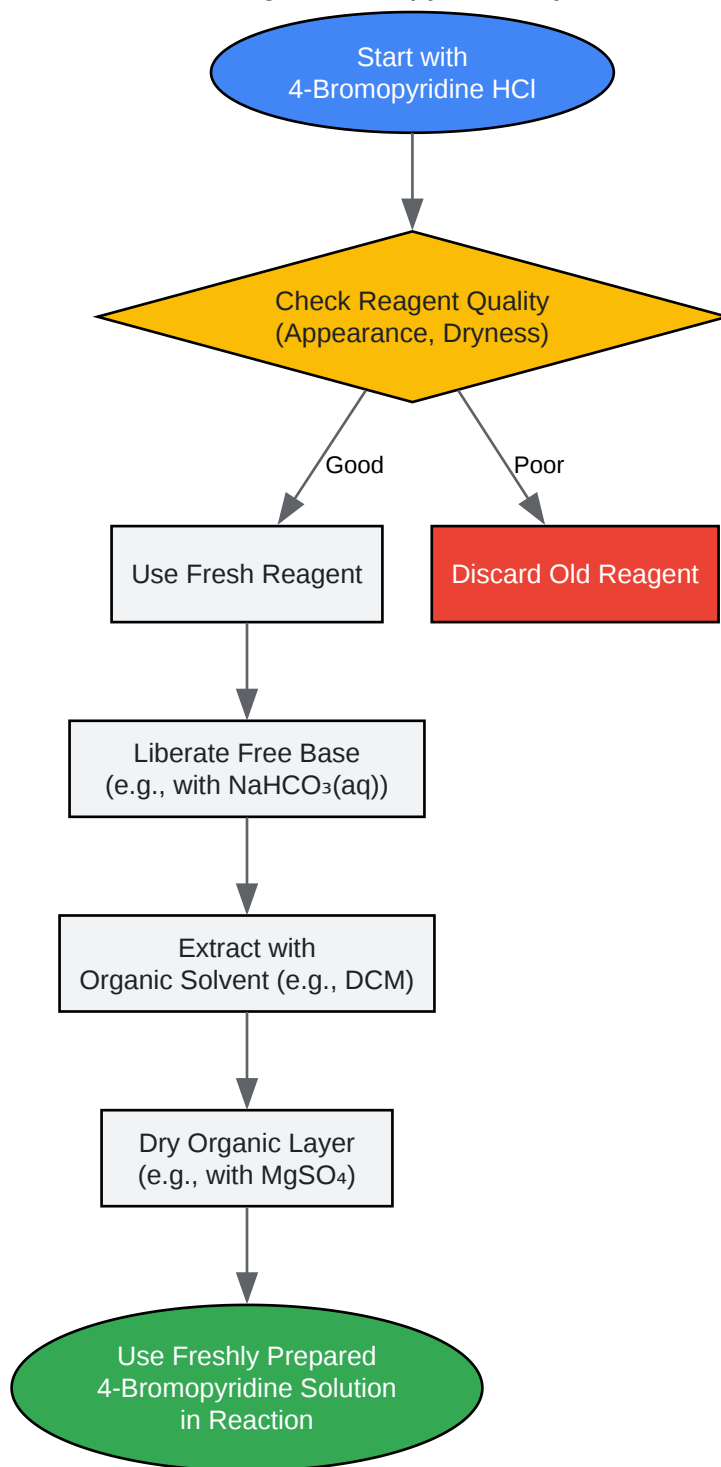 Start with
4-Bromopyridine HCl
Check Reagent Quality
(Appearance, Dryness)
Good
Poor
Use Fresh Reagent
Discard Old Reagent
Liberate Free Base
(e.g., with NaHCO₃(aq))
Extract with
Organic Solvent (e.g., DCM)
Dry Organic Layer
(e.g., with MgSO₄)
Use Freshly Prepared
4-Bromopyridine Solution
in Reaction